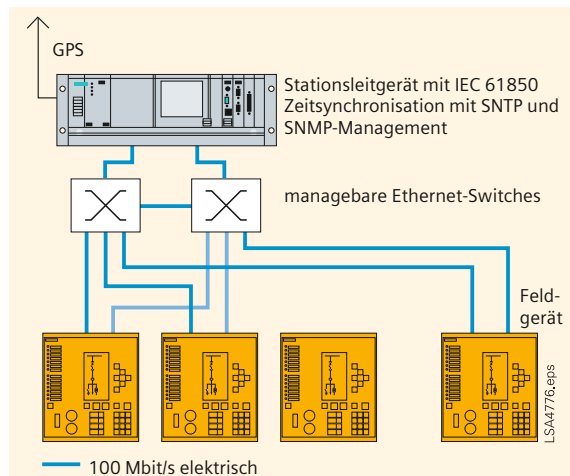 GPS
Stationsleitgerät mit IEC 61850
Zeitsynchronisation mit SNTP und
SNMP-Management
managebare Ethernet-Switches
Feld-
gerät
LSA4776.eps
100 Mbit/s elektrisch